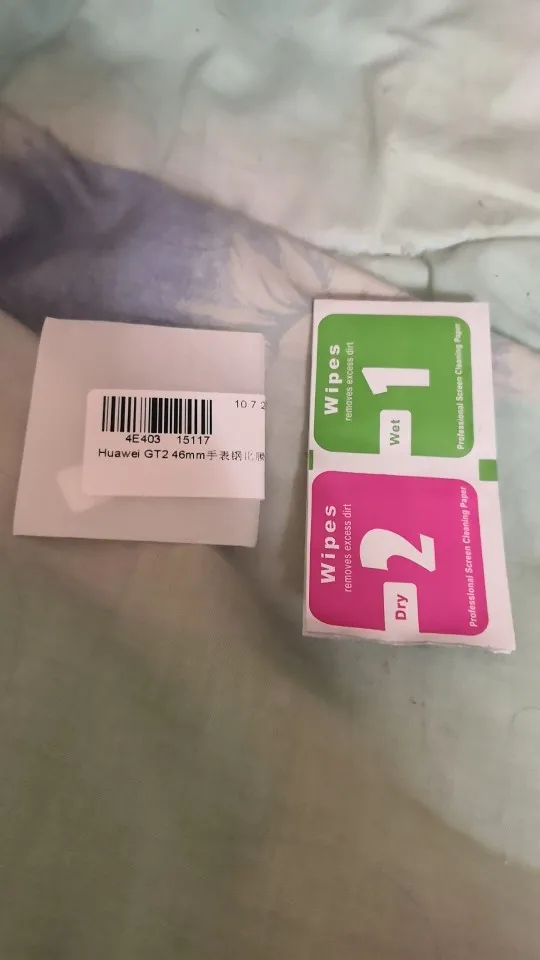 10 7 2
4E403 15117
Huawei GT2 46mm手表钢化膜
Wipes
removes excess dirt
Wet
1
Professional Screen Cleaning Paper
Wipes
removes excess dirt
Dry
2
Professional Screen Cleaning Paper